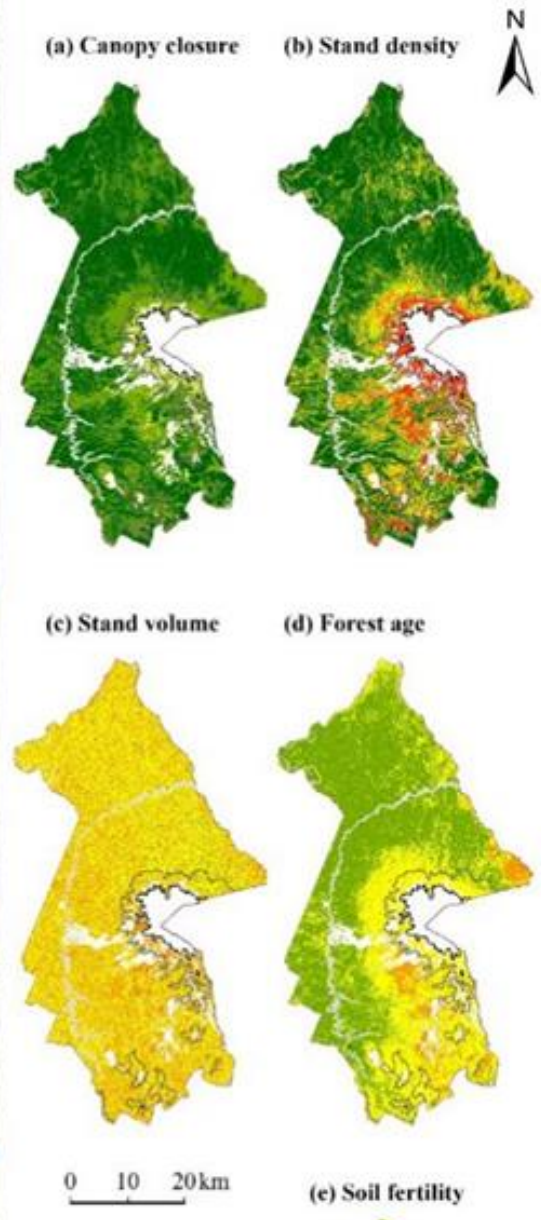 N
(a) Canopy closure
(b) Stand density
(c) Stand volume
(d) Forest age
0 10 20km
(e) Soil fertility